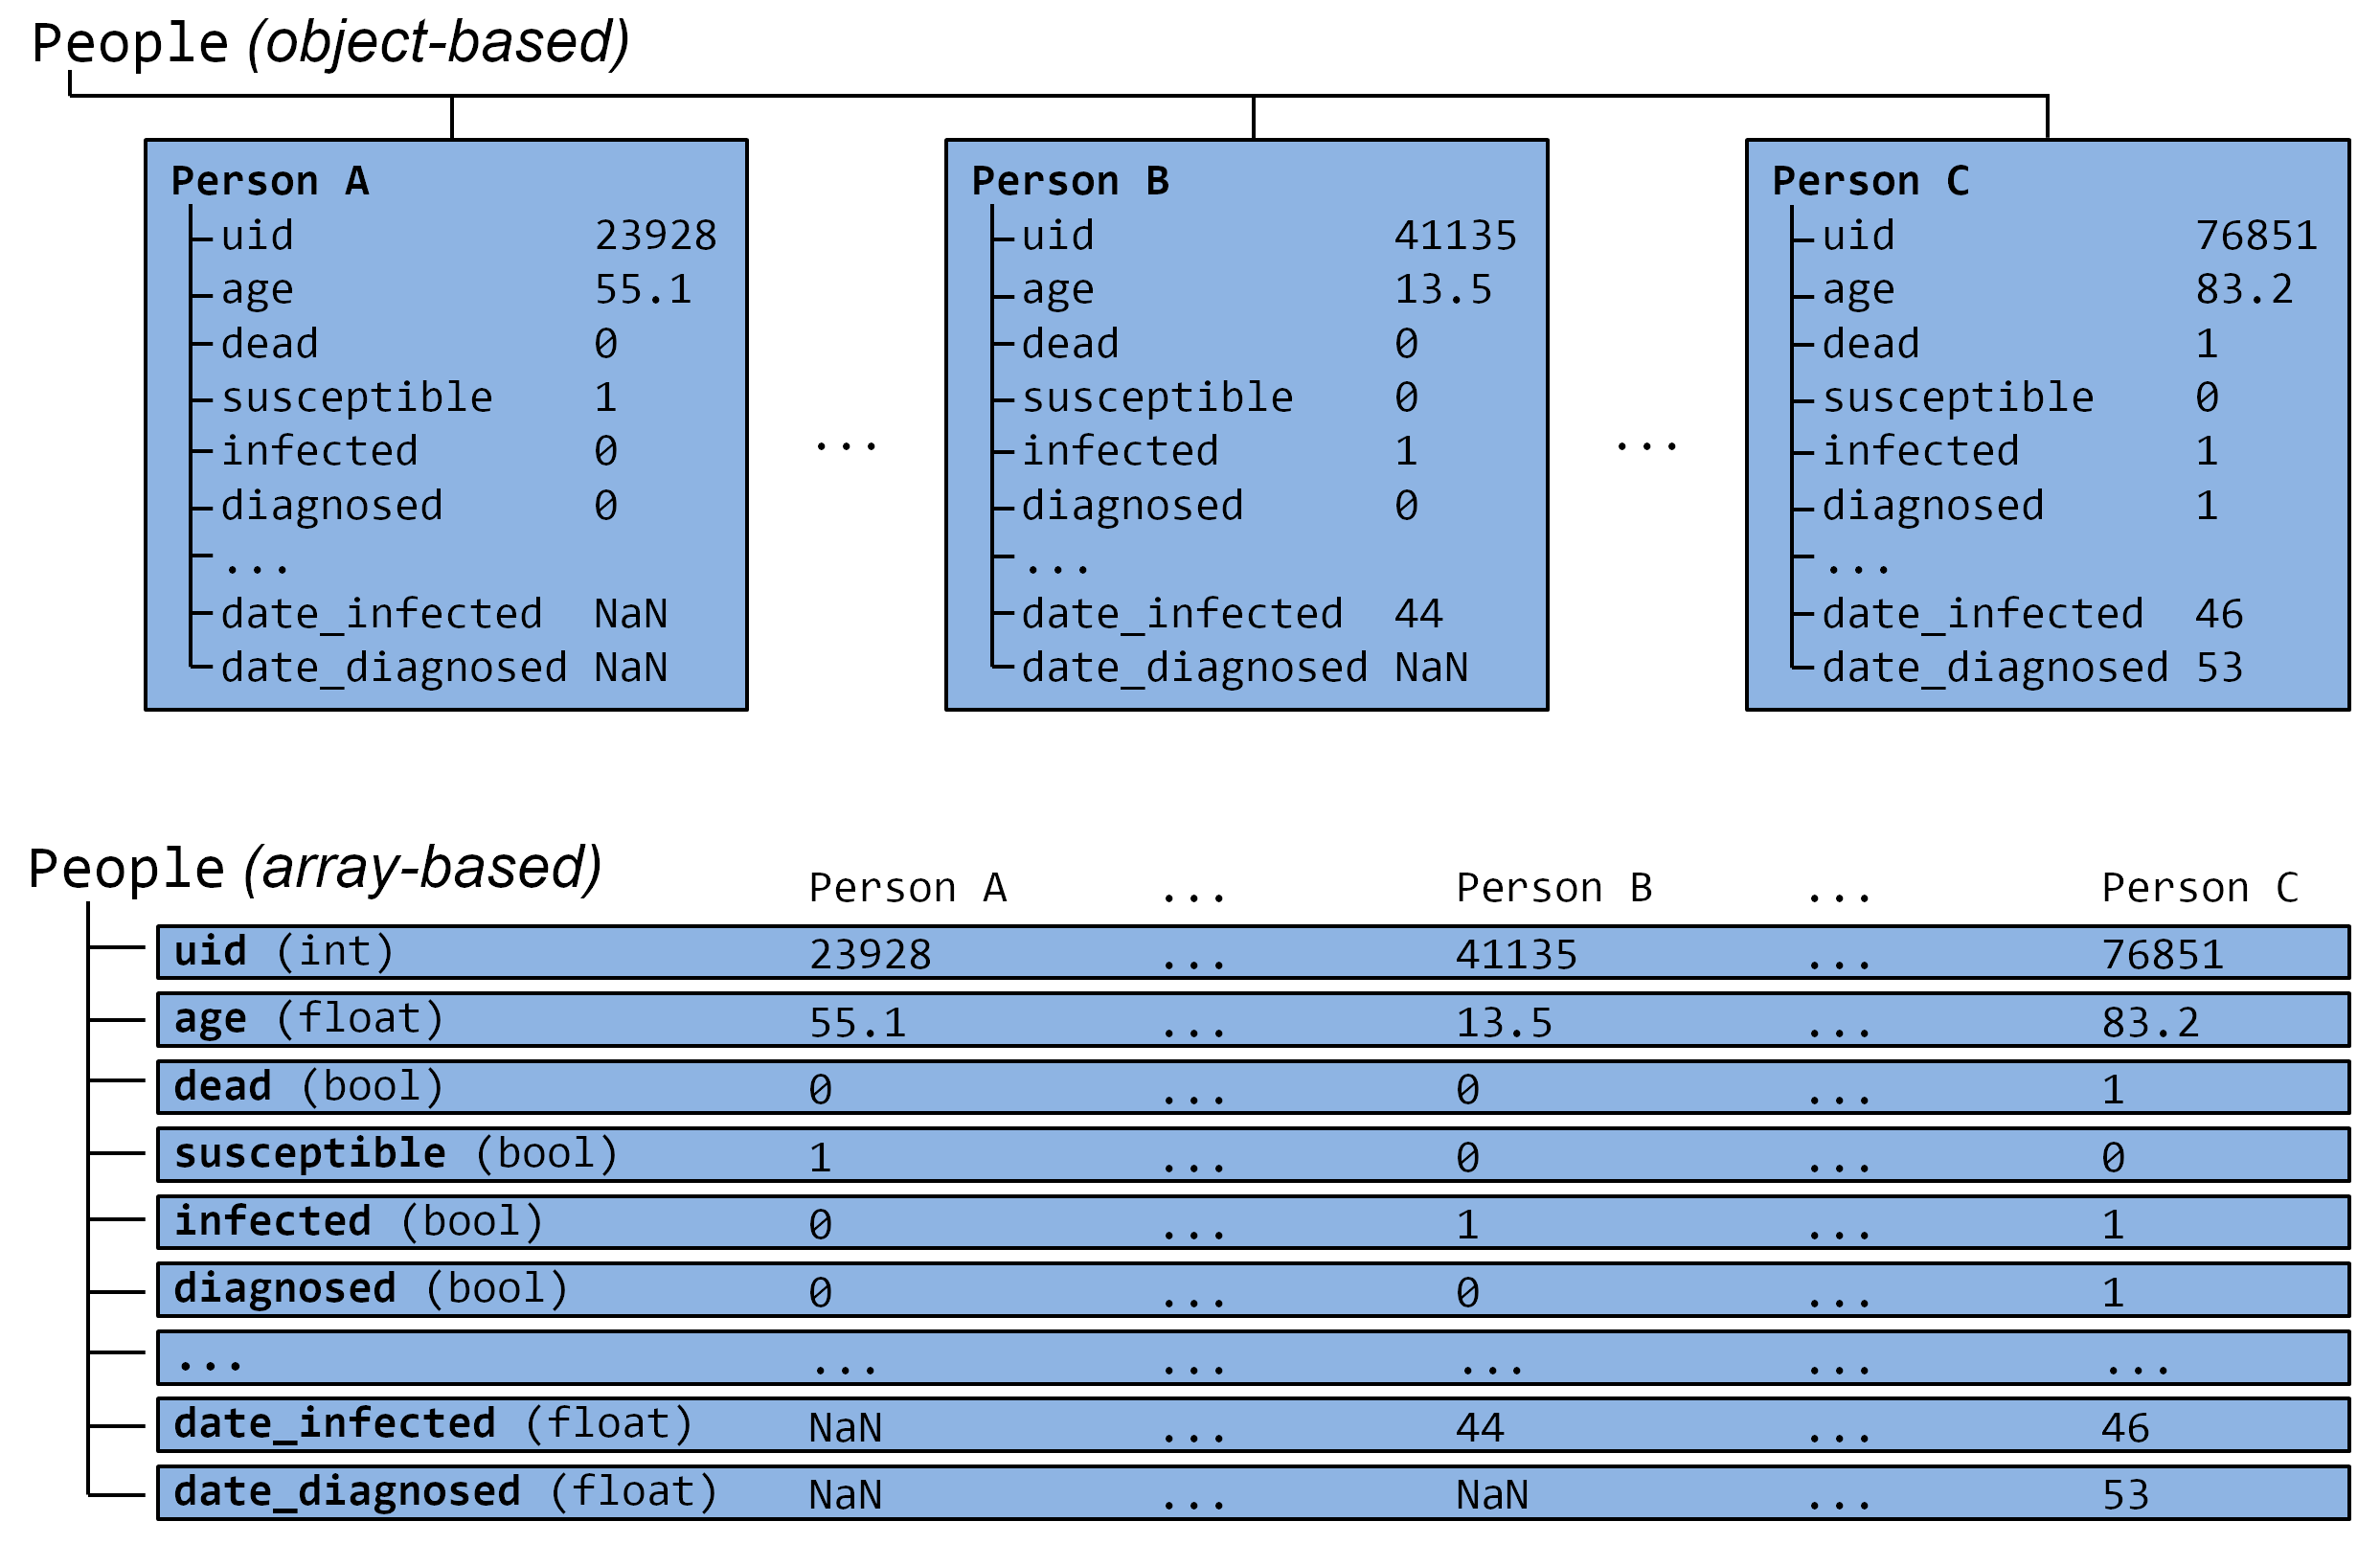 People (object-based)
Person A
uid 23928
age 55.1
dead 0
susceptible 1
infected 0
diagnosed 0
...
date_infected NaN
date_diagnosed NaN
...
Person B
uid 41135
age 13.5
dead 0
susceptible 0
infected 1
diagnosed 0
...
date_infected 44
date_diagnosed NaN
...
Person C
uid 76851
age 83.2
dead 1
susceptible 0
infected 1
diagnosed 1
...
date_infected 46
date_diagnosed 53
People (array-based)
Person A ... Person B ... Person C
uid (int) 23928 ... 41135 ... 76851
age (float) 55.1 ... 13.5 ... 83.2
dead (bool) 0 ... 0 ... 1
susceptible (bool) 1 ... 0 ... 0
infected (bool) 0 ... 1 ... 1
diagnosed (bool) 0 ... 0 ... 1
... ... ... ... ... ...
date_infected (float) NaN ... 44 ... 46
date_diagnosed (float) NaN ... NaN ... 53